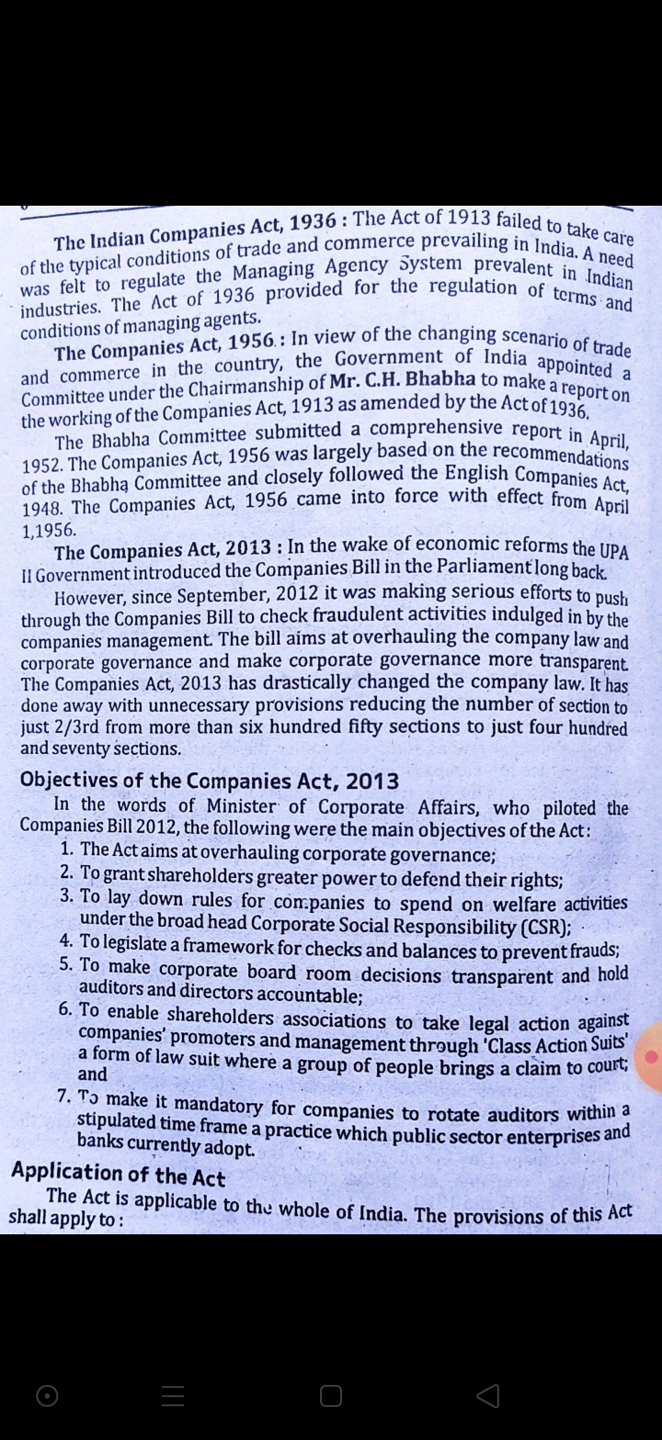 The Indian Companies Act, 1936 : The Act of 1913 failed to take care
of the typical conditions of trade and commerce prevailing in India. A need
was felt to regulate the Managing Agency System prevalent in Indian
industries. The Act of 1936 provided for the regulation of terms and
conditions of managing agents.
The Companies Act, 1956 : In view of the changing scenario of trade
and commerce in the country, the Government of India appointed a
Committee under the Chairmanship of Mr. C.H. Bhabha to make a report on
the working of the Companies Act, 1913 as amended by the Act of 1936.
The Bhabha Committee submitted a comprehensive report in April,
1952. The Companies Act, 1956 was largely based on the recommendations
of the Bhabha Committee and closely followed the English Companies Act,
1948. The Companies Act, 1956 came into force with effect from April
1,1956.
The Companies Act, 2013 : In the wake of economic reforms the UPA
II Government introduced the Companies Bill in the Parliament long back.
However, since September, 2012 it was making serious efforts to push
through the Companies Bill to check fraudulent activities indulged in by the
companies management. The bill aims at overhauling the company law and
corporate governance and make corporate governance more transparent.
The Companies Act, 2013 has drastically changed the company law. It has
done away with unnecessary provisions reducing the number of section to
just 2/3rd from more than six hundred fifty sections to just four hundred
and seventy sections.
Objectives of the Companies Act, 2013
In the words of Minister of Corporate Affairs, who piloted the
Companies Bill 2012, the following were the main objectives of the Act :
1. The Act aims at overhauling corporate governance;
2. To grant shareholders greater power to defend their rights;
3. To lay down rules for companies to spend on welfare activities
under the broad head Corporate Social Responsibility (CSR);
4. To legislate a framework for checks and balances to prevent frauds;
5. To make corporate board room decisions transparent and hold
auditors and directors accountable;
6. To enable shareholders associations to take legal action against
companies' promoters and management through 'Class Action Suits'
a form of law suit where a group of people brings a claim to court;
and
7. To make it mandatory for companies to rotate auditors within a
stipulated time frame a practice which public sector enterprises and
banks currently adopt.
Application of the Act
The Act is applicable to the whole of India. The provisions of this Act
shall apply to :